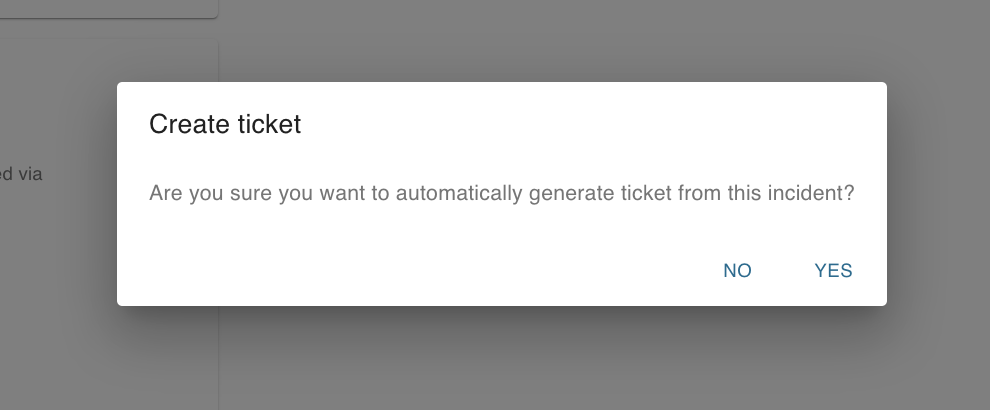 ed via
Create ticket
Are you sure you want to automatically generate ticket from this incident?
NO
YES